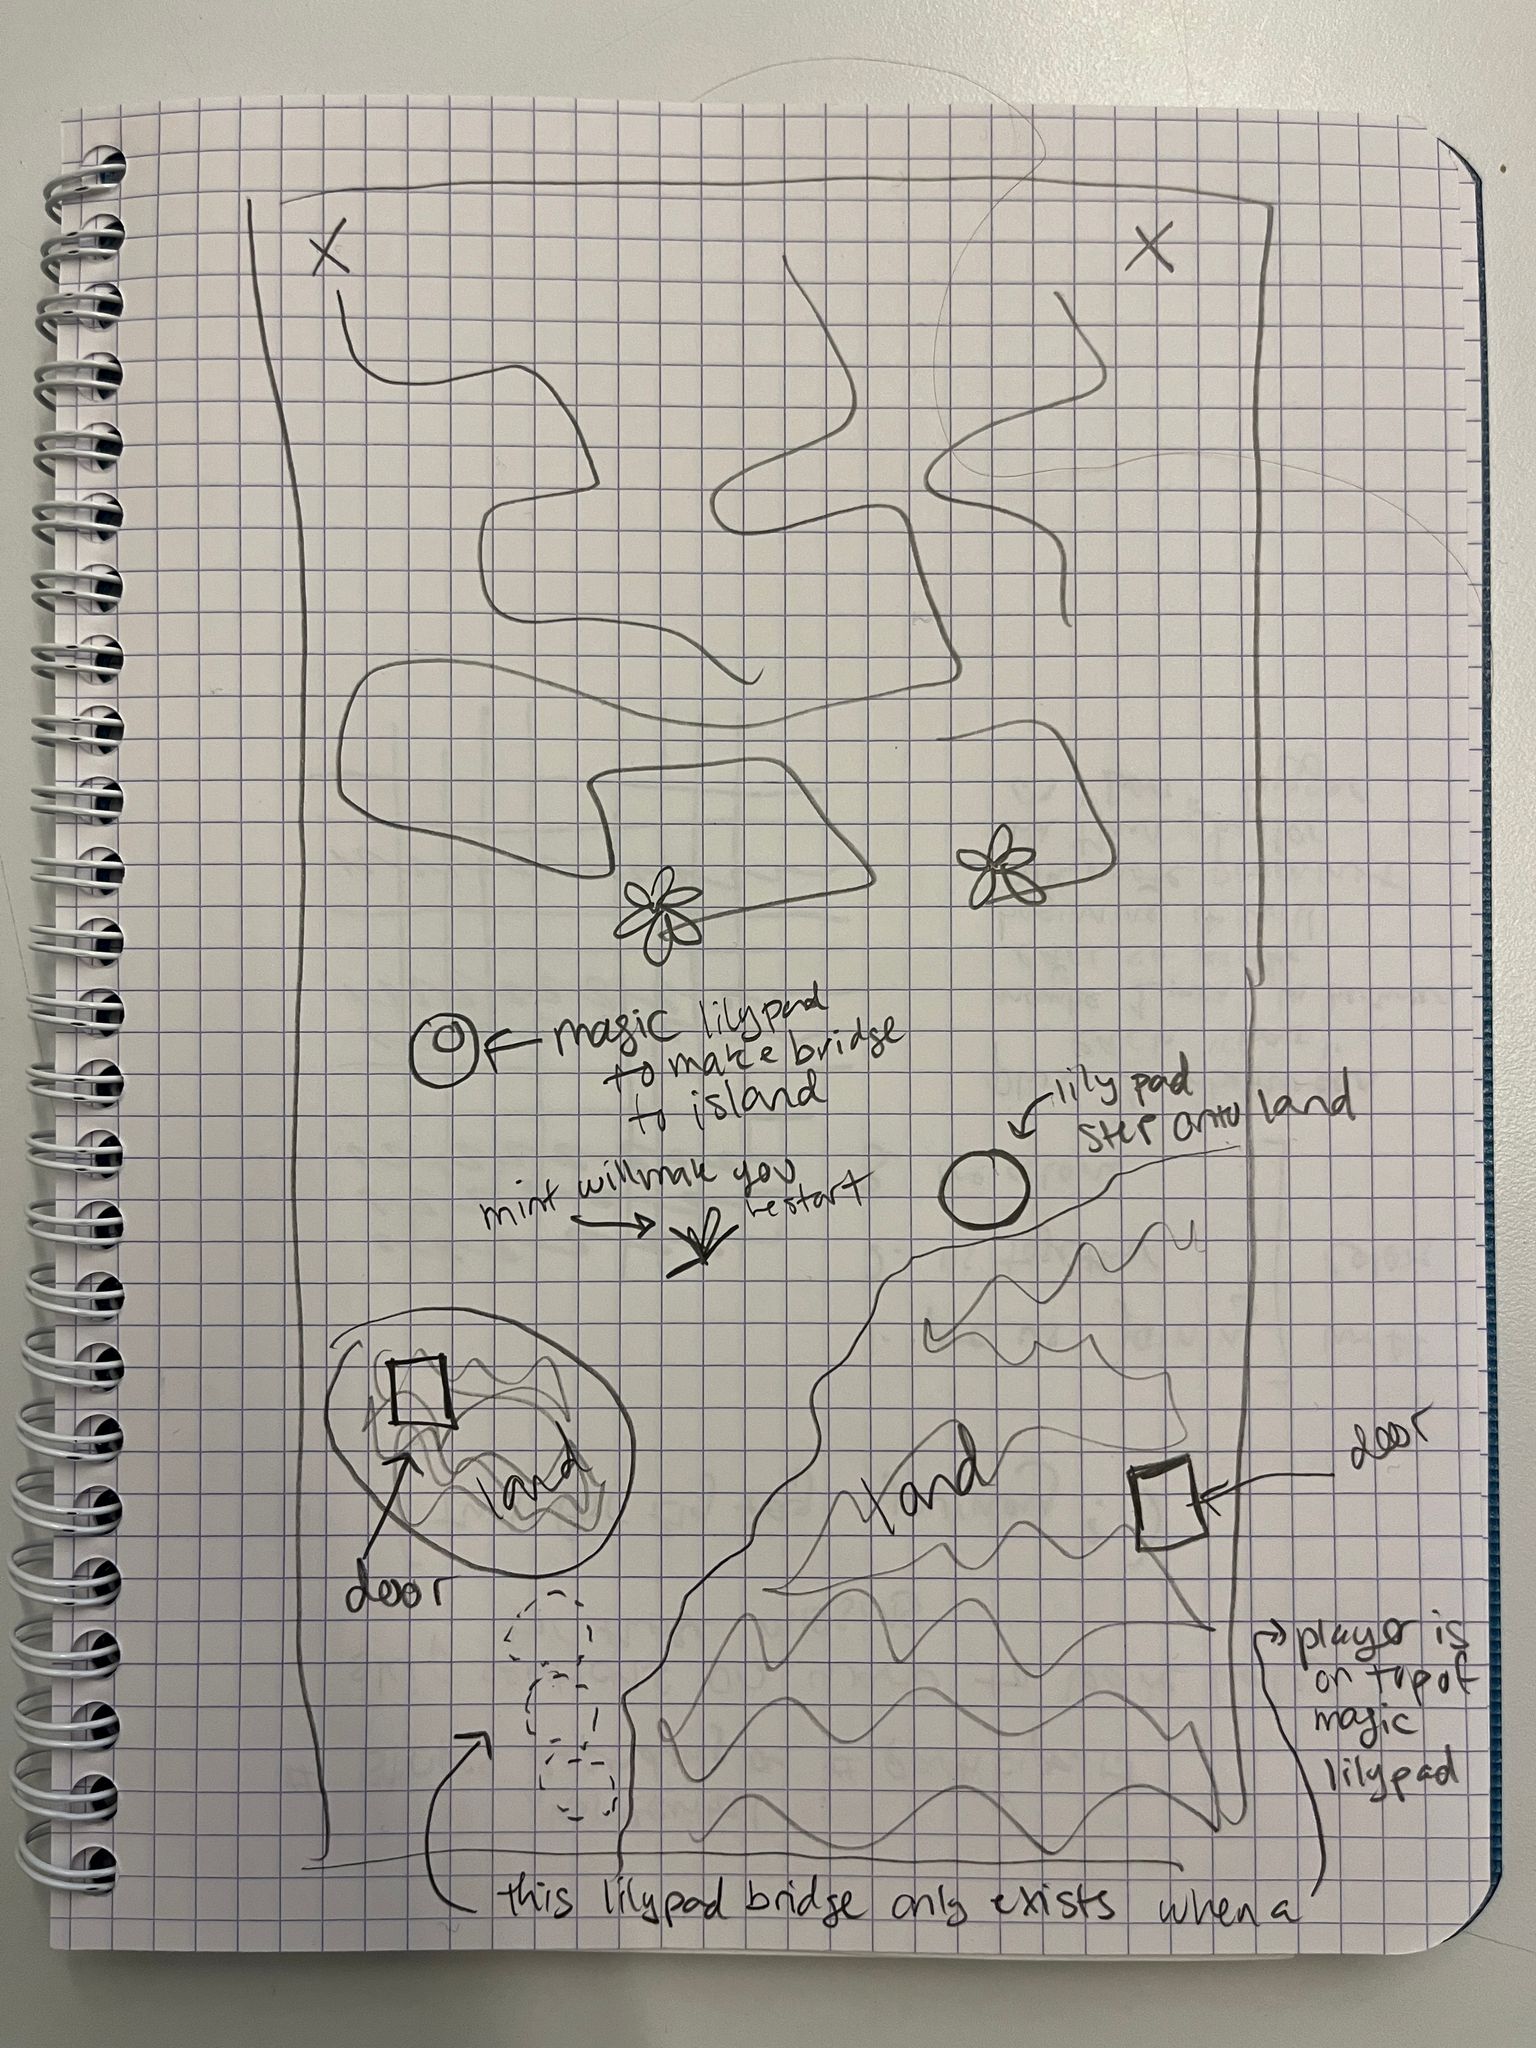 X
X
magic lilypad
to make bridge
to island
lily pad
step onto land
mint will make you
restart
land
door
land
door
player is
on top of
magic
lilypad
this lilypad bridge only exists when a